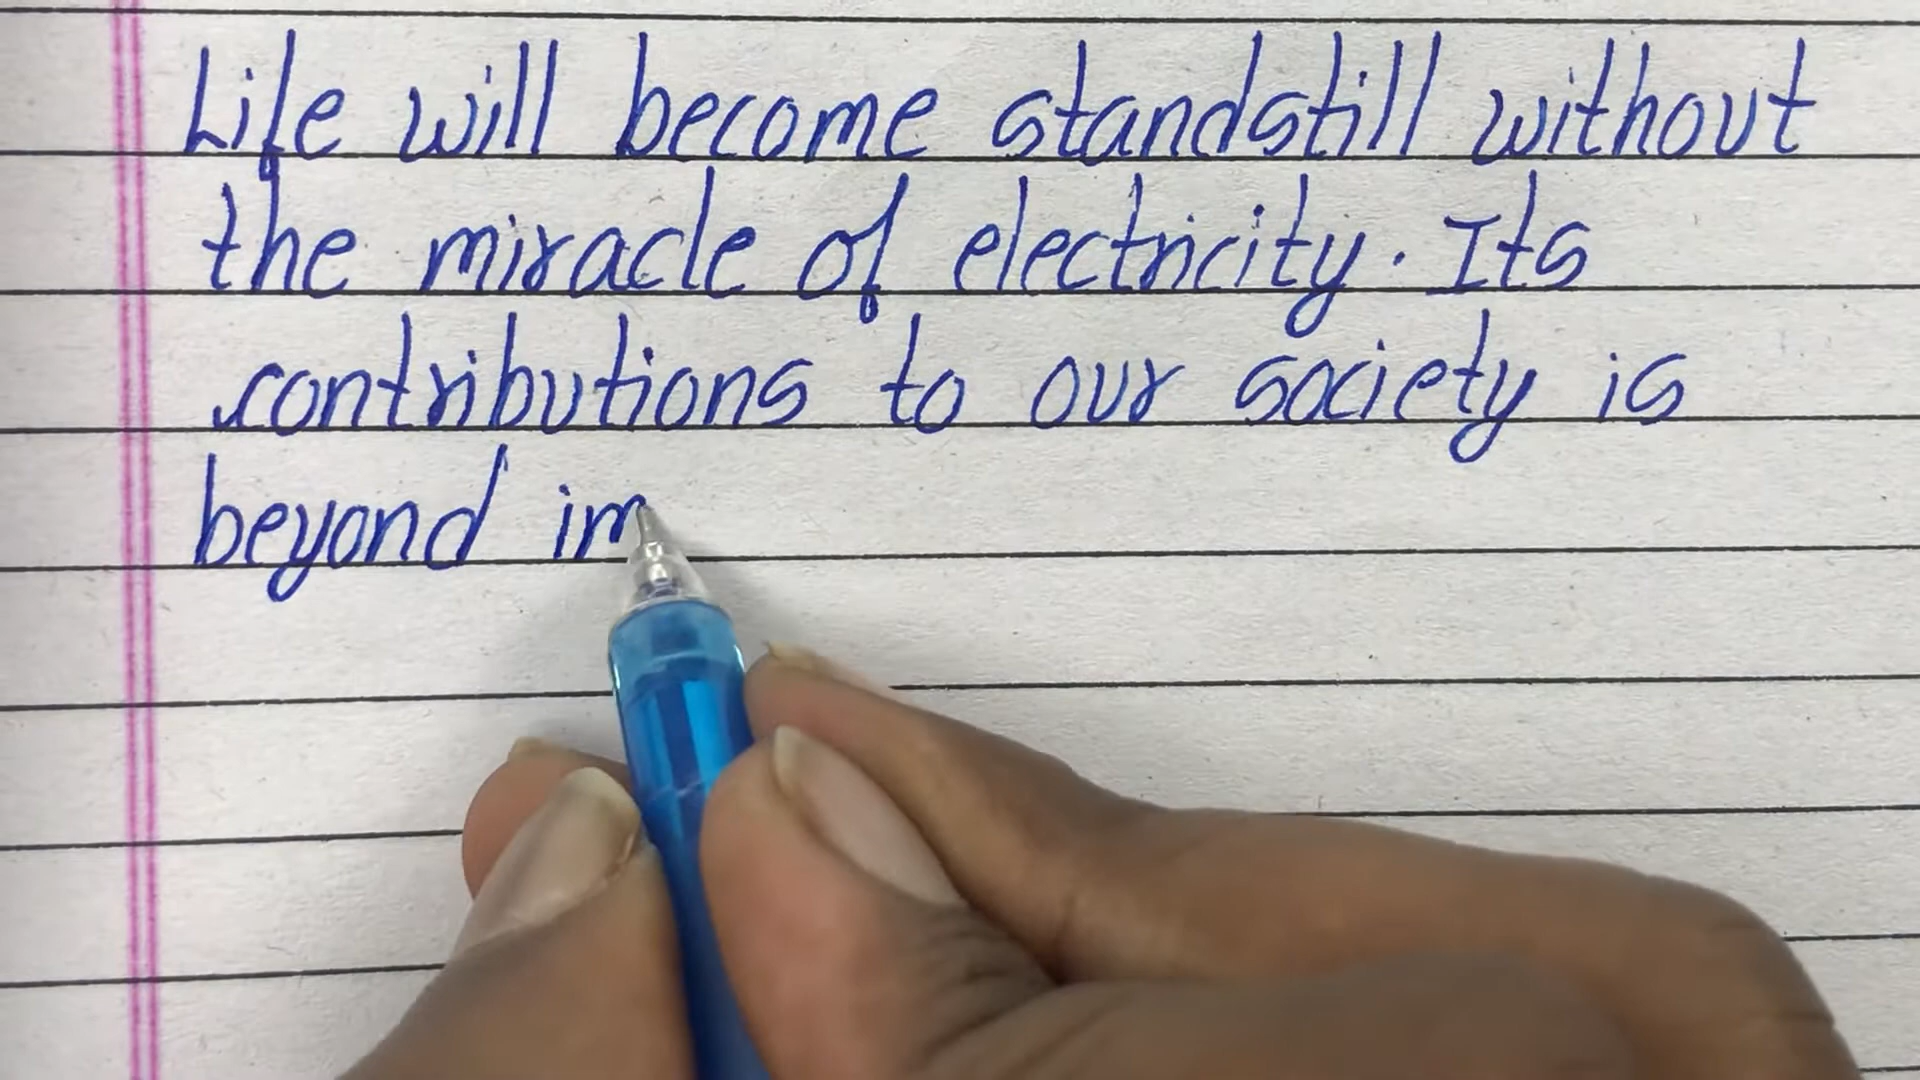 Life will become standstill without
the miracle of electricity. Its
contributions to our society is
beyond im